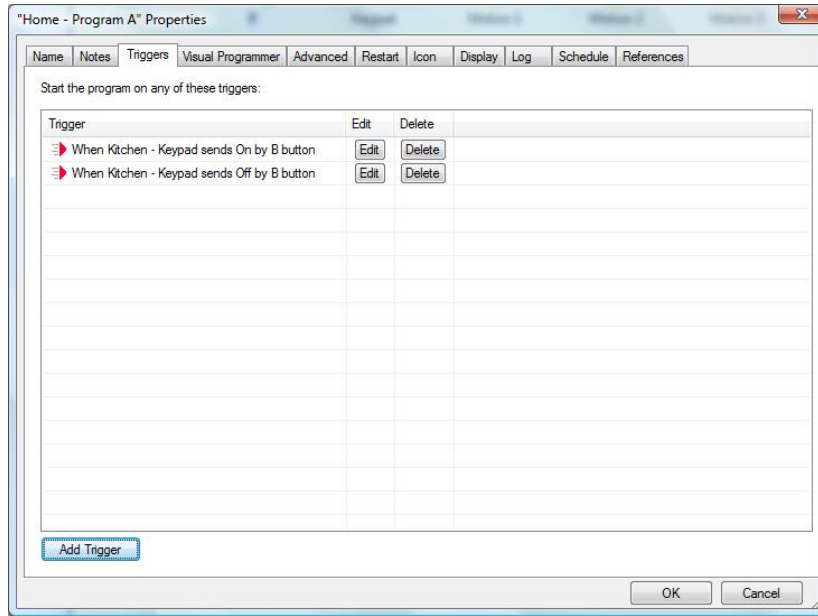 "Home - Program A" Properties
Name Notes Triggers Visual Programmer Advanced Restart Icon Display Log Schedule References
Start the program on any of these triggers:
Trigger Edit Delete
When Kitchen - Keypad sends On by B button Edit Delete
When Kitchen - Keypad sends Off by B button Edit Delete
Add Trigger
OK Cancel